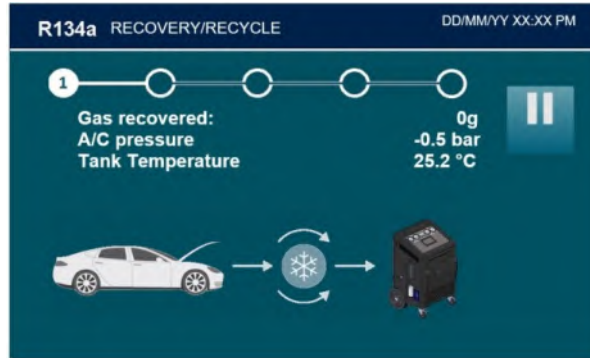 R134a RECOVERY/RECYCLE DD/MM/YY XX:XX PM
1
Gas recovered: 0g
A/C pressure -0.5 bar
Tank Temperature 25.2 °C